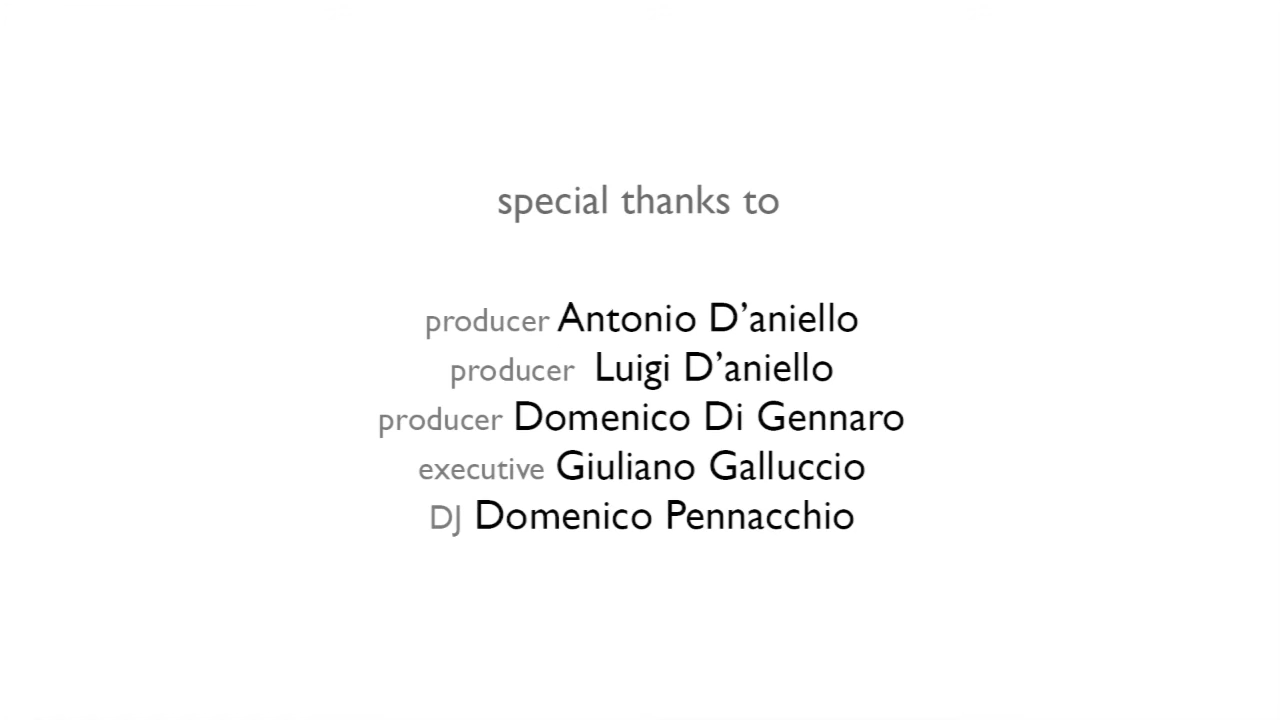 special thanks to
producer Antonio D’aniello
producer Luigi D’aniello
producer Domenico Di Gennaro
executive Giuliano Galluccio
DJ Domenico Pennacchio